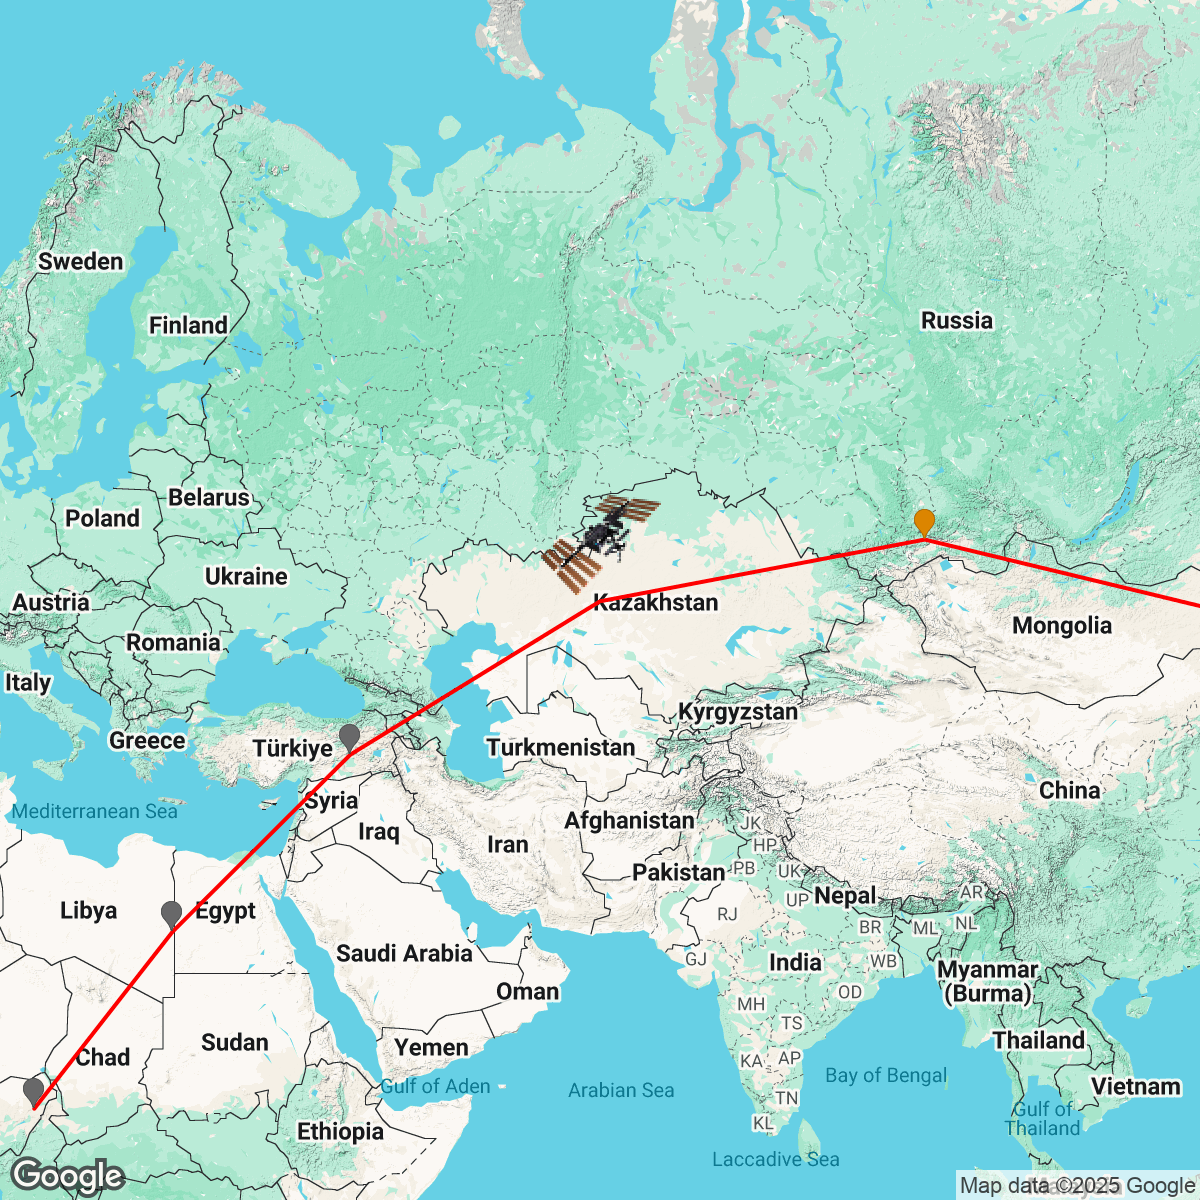 Sweden
Finland
Russia
Belarus
Poland
Ukraine
Austria
Kazakhstan
Romania
Mongolia
Italy
Kyrgyzstan
Greece
Türkiye
Turkmenistan
China
Syria
Mediterranean Sea
Afghanistan
JK
Iraq
Iran
HP
Pakistan
PB
UK
Nepal
AR
UP
Libya
Egypt
RJ
BR
ML
NL
Saudi Arabia
GJ
India
WB
Myanmar
(Burma)
Oman
OD
MH
TS
Sudan
Yemen
Thailand
Chad
KA
AP
Gulf of Aden
Arabian Sea
Bay of Bengal
Vietnam
TN
Gulf of
Thailand
KL
Ethiopia
Laccadive Sea
Google
Map data ©2025 Google